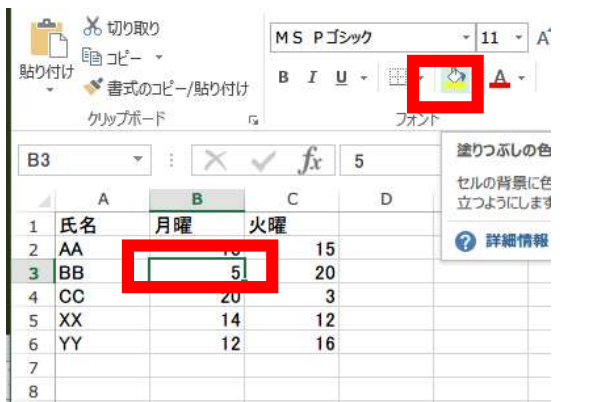 切り取り
コピー
貼り付け
書式のコピー/貼り付け
クリップボード
ＭＳ Ｐゴシック
11
A
B I U
A
フォント
B3
fx
5
塗りつぶしの色
セルの背景に色
立つようにします
詳細情報
A B C D
1 氏名 月曜 火曜
2 AA 15
3 BB 5 20
4 CC 20 3
5 XX 14 12
6 YY 12 16
7
8